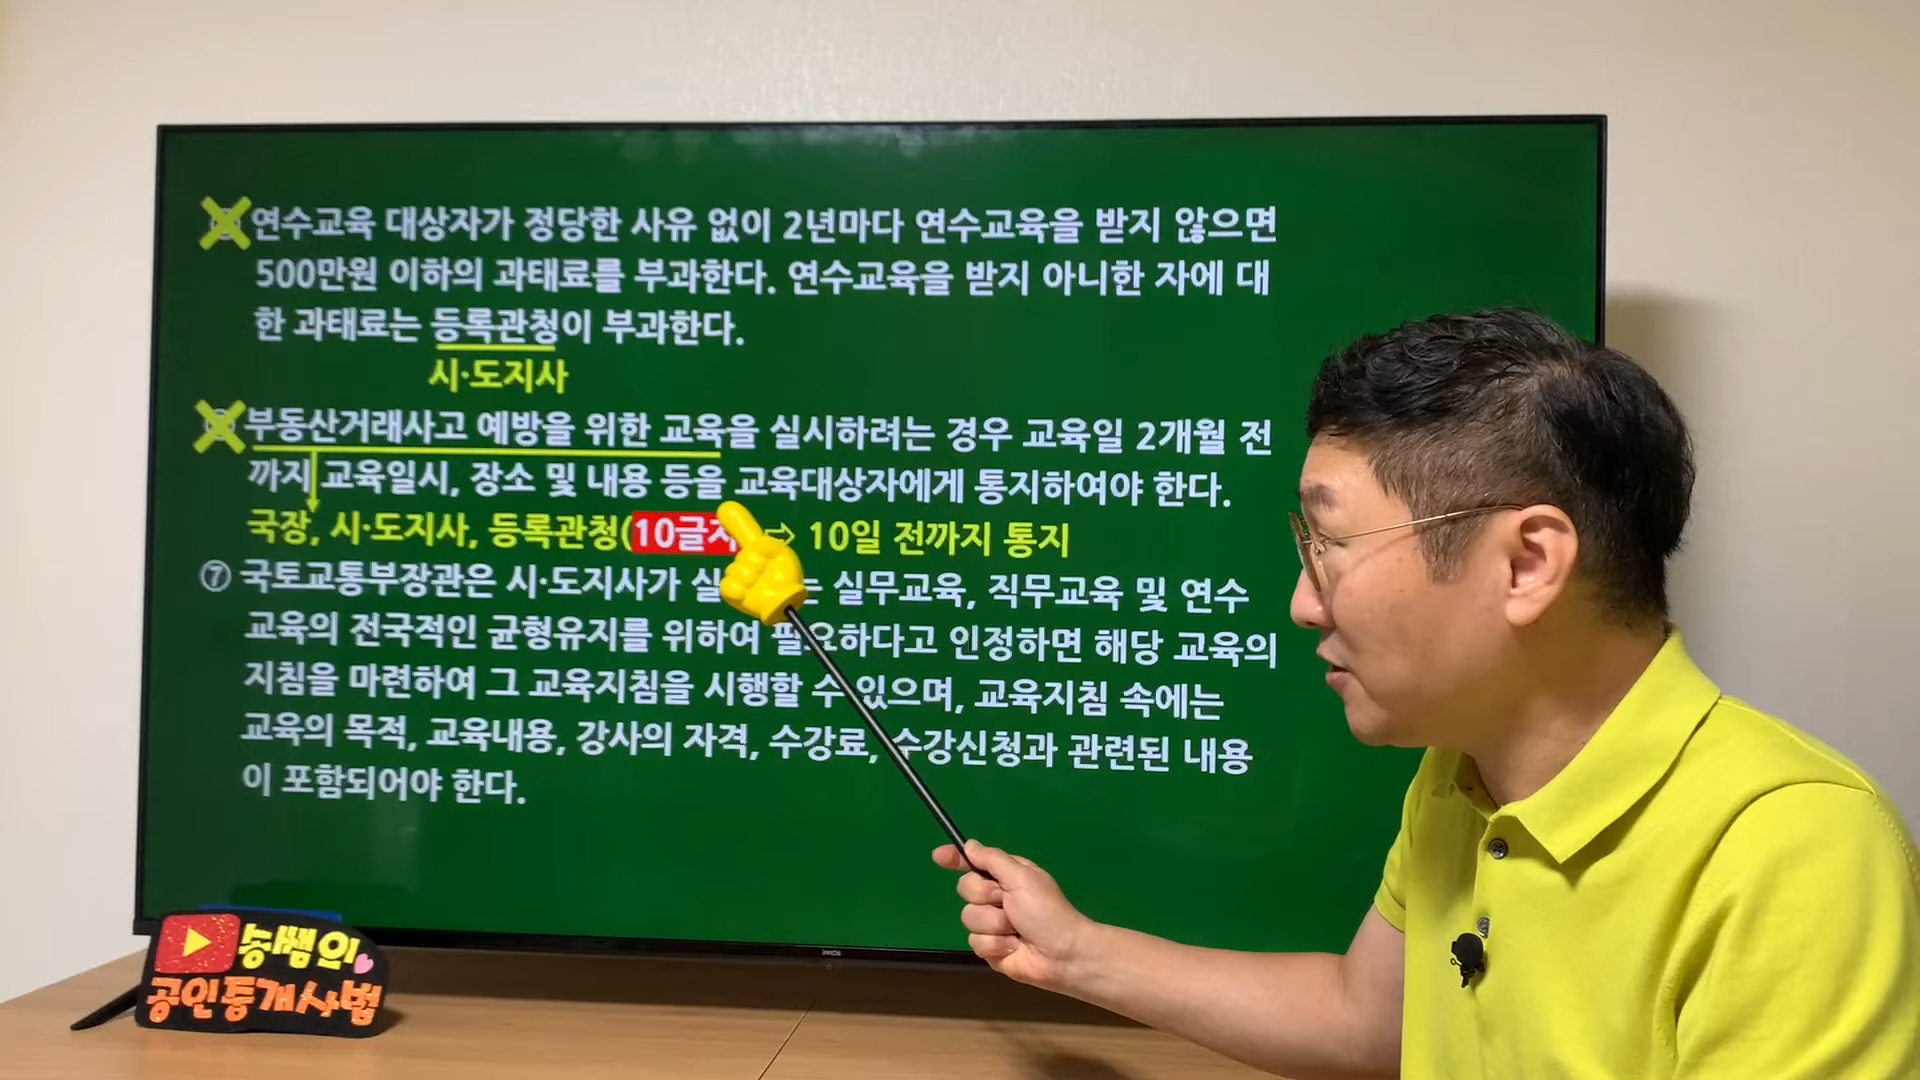 연수교육 대상자가 정당한 사유 없이 2년마다 연수교육을 받지 않으면
500만원 이하의 과태료를 부과한다. 연수교육을 받지 아니한 자에 대
한 과태료는 등록관청이 부과한다.
시·도지사
부동산거래사고 예방을 위한 교육을 실시하려는 경우 교육일 2개월 전
까지 교육일시, 장소 및 내용 등을 교육대상자에게 통지하여야 한다.
국장, 시·도지사, 등록관청(10글자 ⇨ 10일 전까지 통지
⑦ 국토교통부장관은 시·도지사가 실무교육, 직무교육 및 연수
교육의 전국적인 균형유지를 위하여 필요하다고 인정하면 해당 교육의
지침을 마련하여 그 교육지침을 시행할 수 있으며, 교육지침 속에는
교육의 목적, 교육내용, 강사의 자격, 수강료, 수강신청과 관련된 내용
이 포함되어야 한다.
송쌤의
공인중개사법